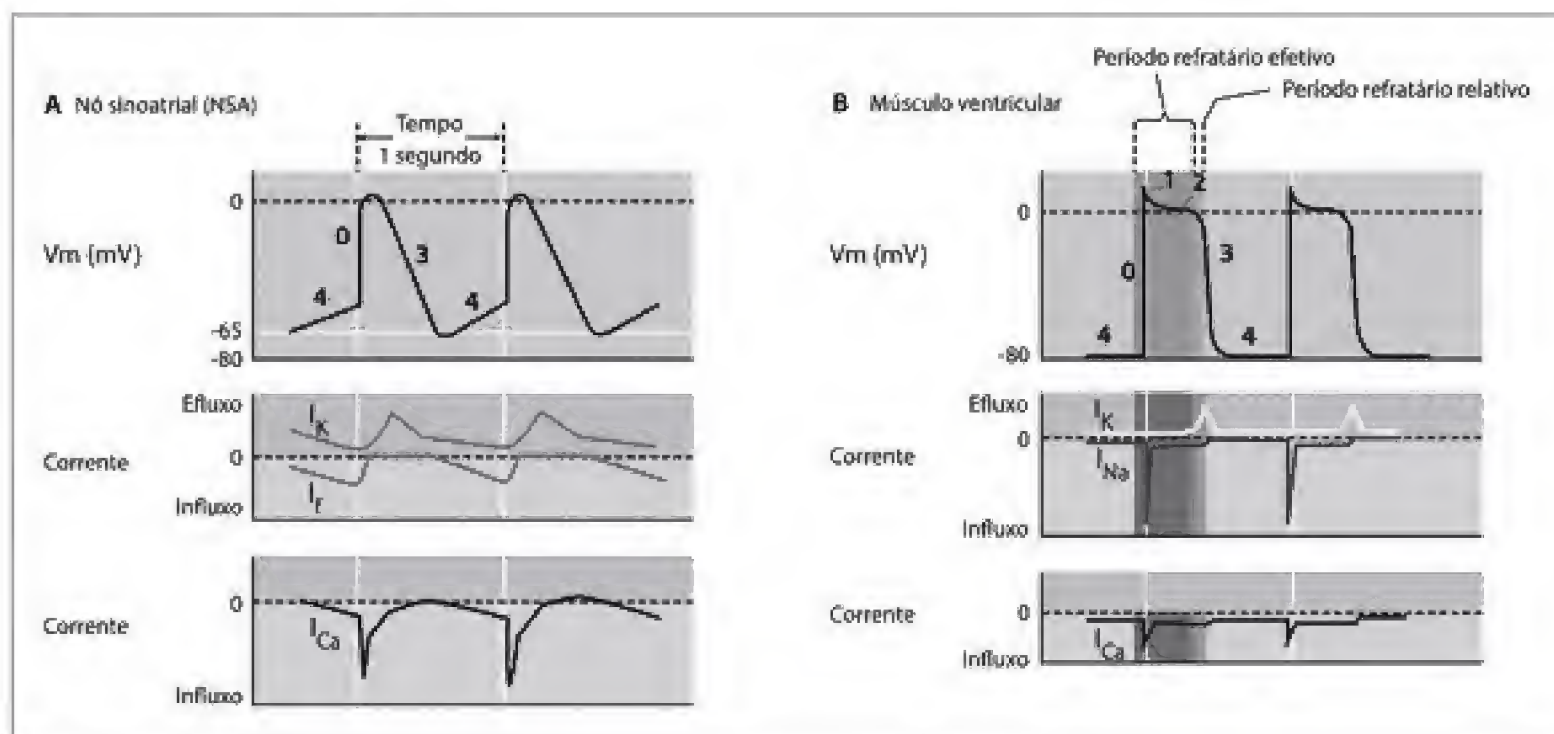 A Nó sinoatrial (NSA)
Tempo
1 segundo
0
Vm (mV)
-65
-80
4
0
3
4
Efluxo
Corrente
0
Influxo
I_K
I_f
Corrente
0
Influxo
I_Ca
B Músculo ventricular
Período refratário efetivo
Período refratário relativo
0
Vm (mV)
-80
4
0
1
2
3
4
Efluxo
0
Corrente
Influxo
I_K
I_Na
0
Corrente
Influxo
I_Ca